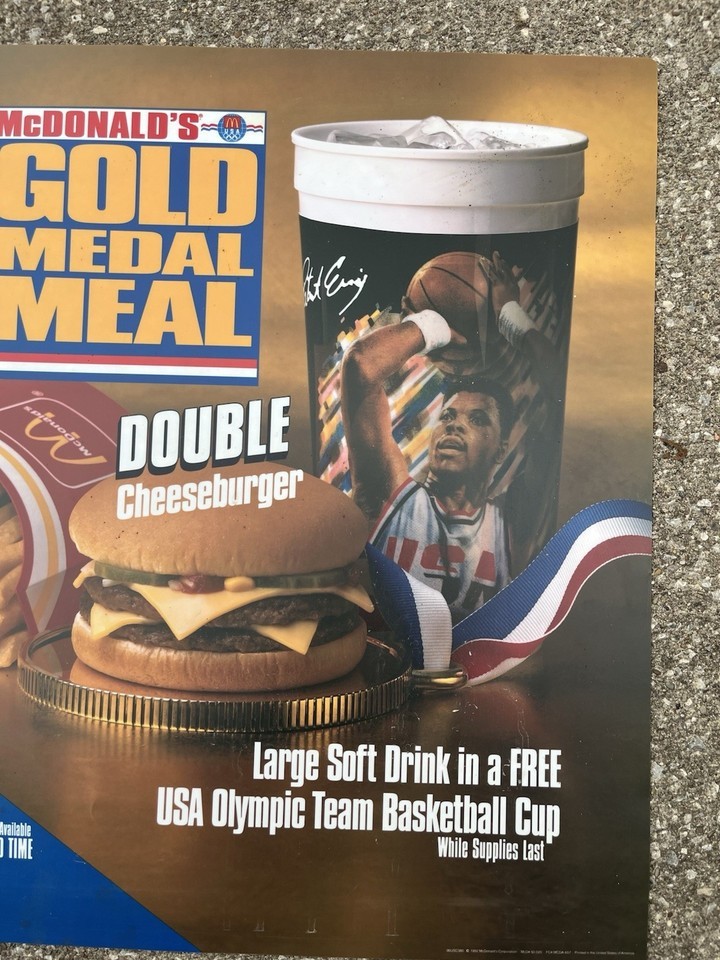 McDONALD'S
USA
GOLD
MEDAL
MEAL
McDonald's
DOUBLE
Cheeseburger
USA
Large Soft Drink in a FREE
USA Olympic Team Basketball Cup
While Supplies Last
Available
TIME